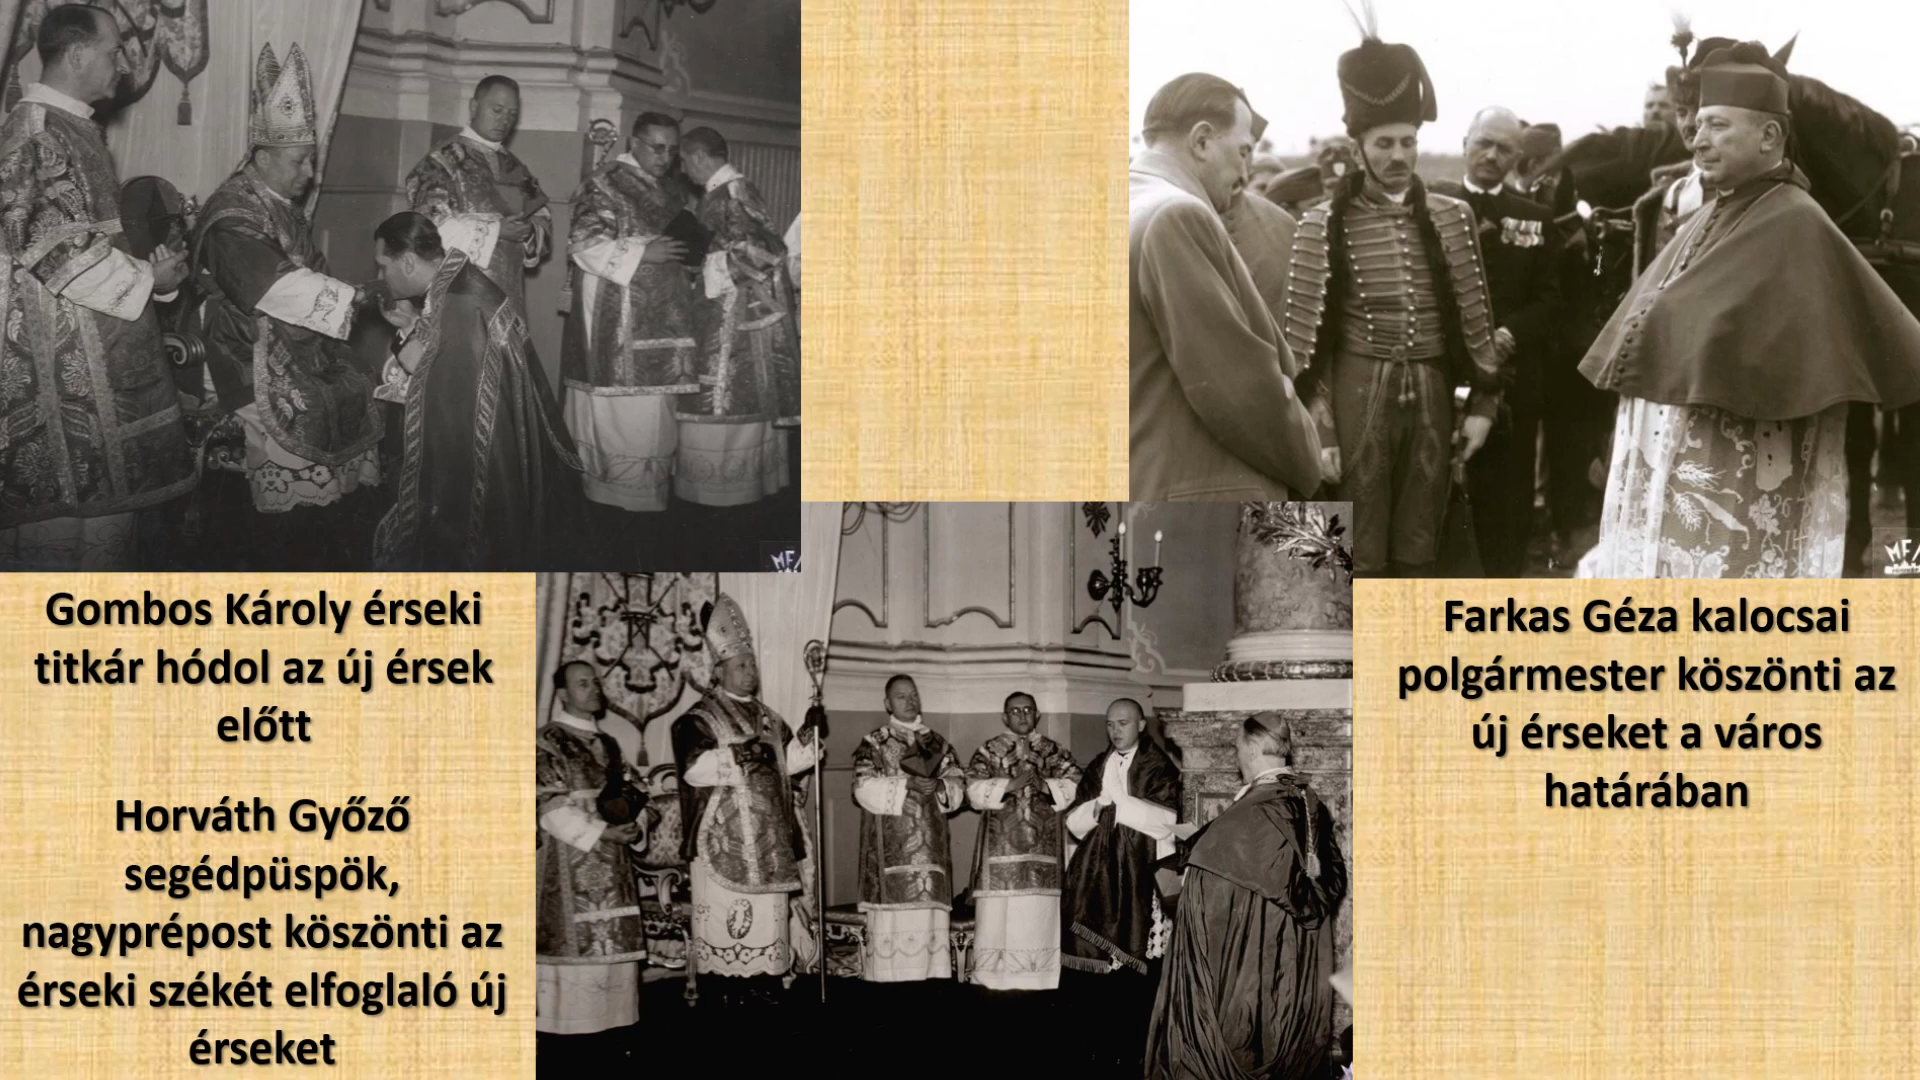 Gombos Károly érseki
titkár hódol az új érsek
előtt
Horváth Győző
segédpüspök,
nagyprépost köszönti az
érseki székét elfoglaló új
érseket
Farkas Géza kalocsai
polgármester köszönti az
új érseket a város
határában